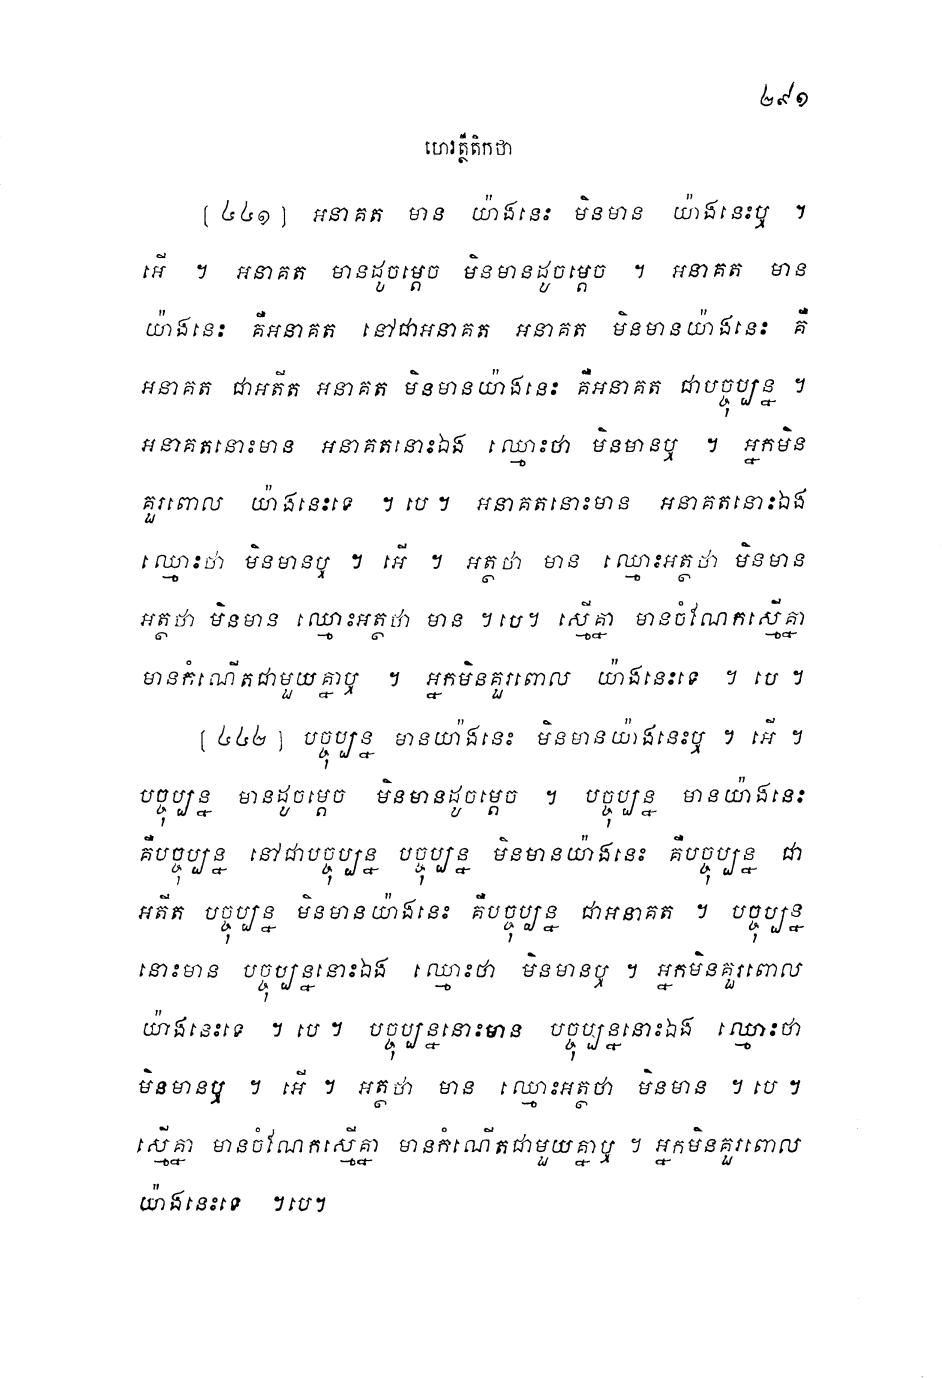 ២៩១
ហេវត្ថីតិកថា
[ ៤៤១ ] អនាគត មាន យ៉ាងនេះ មិនមាន យ៉ាងនេះឬ ។
អើ ។ អនាគត មានដូចម្តេច មិនមានដូចម្តេច ។ អនាគត មាន
យ៉ាងនេះ គឺអនាគត នៅជាអនាគត អនាគត មិនមានយ៉ាងនេះ គឺ
អនាគត ជាអតីត អនាគត មិនមានយ៉ាងនេះ គឺអនាគត ជាបច្ចុប្បន្ន ។
អនាគតនោះមាន អនាគតនោះឯង ឈ្មោះថា មិនមានឬ ។ អ្នកមិន
គួរពោល យ៉ាងនេះទេ ។ បេ ។ អនាគតនោះមាន អនាគតនោះឯង
ឈ្មោះថា មិនមានឬ ។ អើ ។ អត្ថថា មាន ឈ្មោះអត្ថថា មិនមាន
អត្ថថា មិនមាន ឈ្មោះអត្ថថា មាន ។ បេ ។ ស្មើគ្នា មានចំណែកស្មើគ្នា
មានកំណើតជាមួយគ្នាឬ ។ អ្នកមិនគួរពោល យ៉ាងនេះទេ ។ បេ ។
[ ៤៤២ ] បច្ចុប្បន្ន មានយ៉ាងនេះ មិនមានយ៉ាងនេះឬ ។ អើ ។
បច្ចុប្បន្ន មានដូចម្តេច មិនមានដូចម្តេច ។ បច្ចុប្បន្ន មានយ៉ាងនេះ
គឺបច្ចុប្បន្ន នៅជាបច្ចុប្បន្ន បច្ចុប្បន្ន មិនមានយ៉ាងនេះ គឺបច្ចុប្បន្ន ជា
អតីត បច្ចុប្បន្ន មិនមានយ៉ាងនេះ គឺបច្ចុប្បន្ន ជាអនាគត ។ បច្ចុប្បន្ន
នោះមាន បច្ចុប្បន្ននោះឯង ឈ្មោះថា មិនមានឬ ។ អ្នកមិនគួរពោល
យ៉ាងនេះទេ ។ បេ ។ បច្ចុប្បន្ននោះមាន បច្ចុប្បន្ននោះឯង ឈ្មោះថា
មិនមានឬ ។ អើ ។ អត្ថថា មាន ឈ្មោះអត្ថថា មិនមាន ។ បេ ។
ស្មើគ្នា មានចំណែកស្មើគ្នា មានកំណើតជាមួយគ្នាឬ ។ អ្នកមិនគួរពោល
យ៉ាងនេះទេ ។ បេ ។